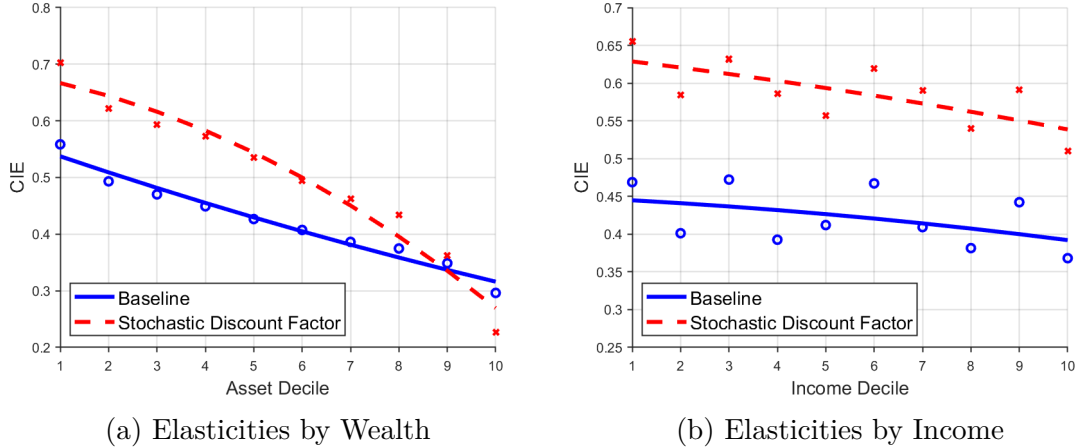 0.8
0.7
0.6
0.5
0.4
0.3
0.2
CIE
1 2 3 4 5 6 7 8 9 10
Asset Decile
Baseline
Stochastic Discount Factor
(a) Elasticities by Wealth
0.7
0.65
0.6
0.55
0.5
0.45
0.4
0.35
0.3
0.25
CIE
1 2 3 4 5 6 7 8 9 10
Income Decile
Baseline
Stochastic Discount Factor
(b) Elasticities by Income